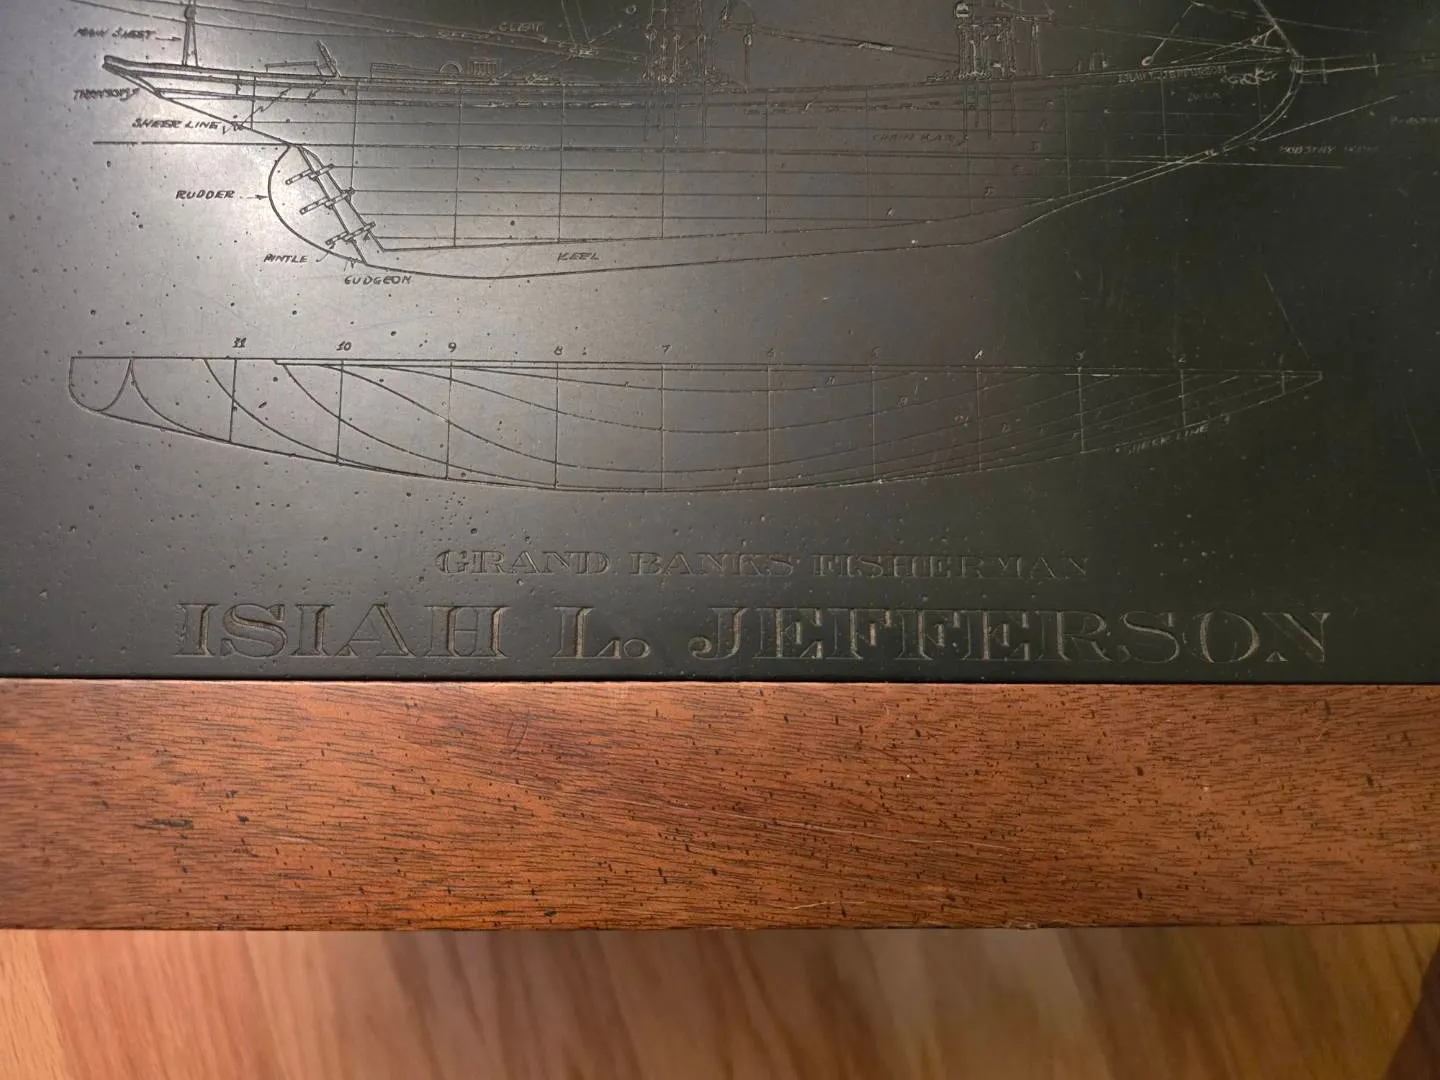 MAIN SHEET
CLEAT
TRANSOM
SHEER LINE
CHAIN
RUDDER
PINTLE
GUDGEON
KEEL
11 10 9 8 7 6 5 4 3 2 1
SHEER LINE
GRAND BANKS FISHERMAN
ISIAH L. JEFFERSON